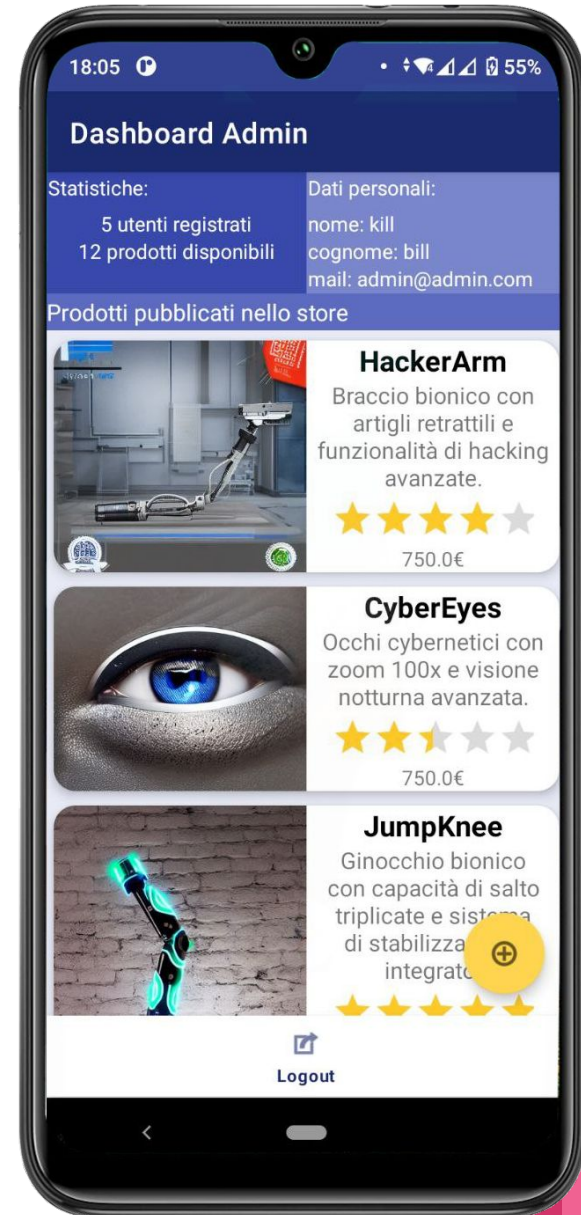 18:05
55%
Dashboard Admin
Statistiche:
5 utenti registrati
12 prodotti disponibili
Dati personali:
nome: kill
cognome: bill
mail: admin@admin.com
Prodotti pubblicati nello store
HackerArm
Braccio bionico con
artigli retrattili e
funzionalità di hacking
avanzate.
750.0€
CyberEyes
Occhi cybernetici con
zoom 100x e visione
notturna avanzata.
750.0€
JumpKnee
Ginocchio bionico
con capacità di salto
triplicate e sistema
di stabilizza
integrato
Logout